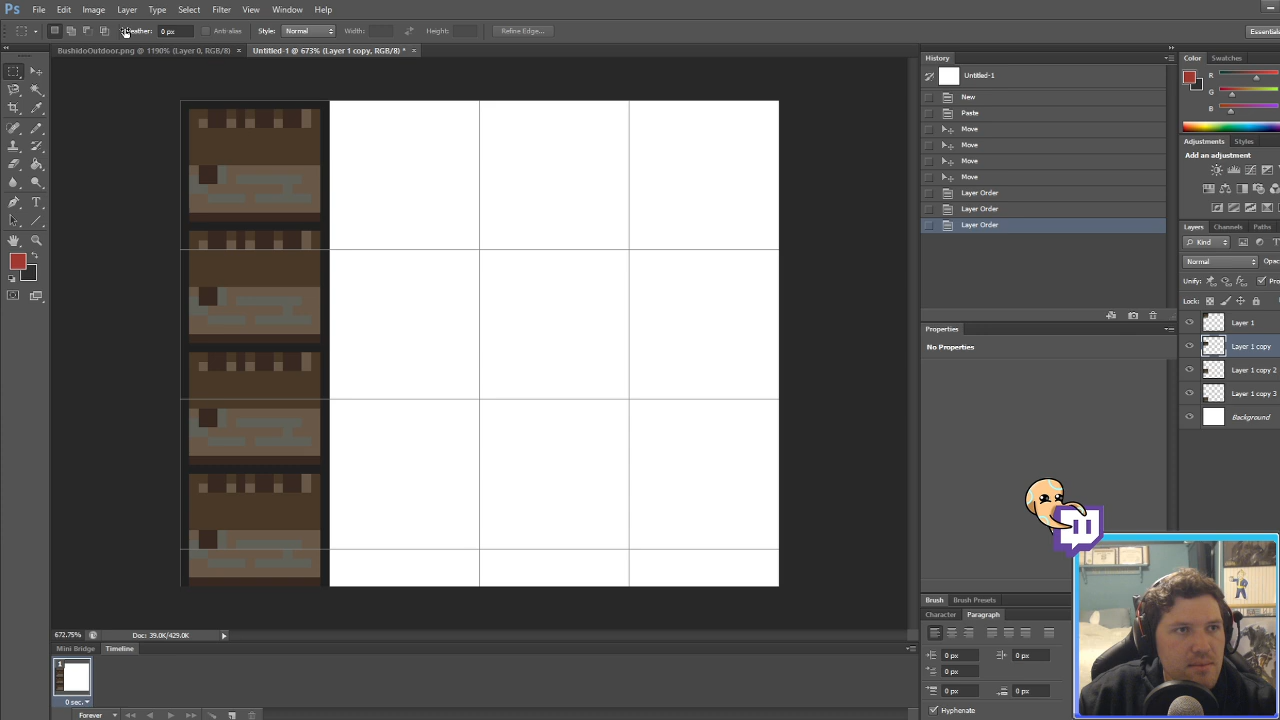 Ps File Edit Image Layer Type Select Filter View Window Help
Feather: 0 px Anti-alias Style: Normal Width: Height: Refine Edge... Essentials
BushidoOutdoor.png @ 1190% (Layer 0, RGB/8) × Untitled-1 @ 673% (Layer 1 copy, RGB/8) * ×
History
Untitled-1
New
Paste
Move
Move
Move
Move
Layer Order
Layer Order
Layer Order
Properties
No Properties
Color Swatches
R
G
B
Adjustments Styles
Add an adjustment
Layers Channels Paths
Kind
Normal Opac
Unify: Pro
Lock:
Layer 1
Layer 1 copy
Layer 1 copy 2
Layer 1 copy 3
Background
Brush Brush Presets
Character Paragraph
0 px 0 px
0 px
0 px 0 px
Hyphenate
672.75% Doc: 39.0K/429.0K
Mini Bridge Timeline
1
0 sec.
Forever